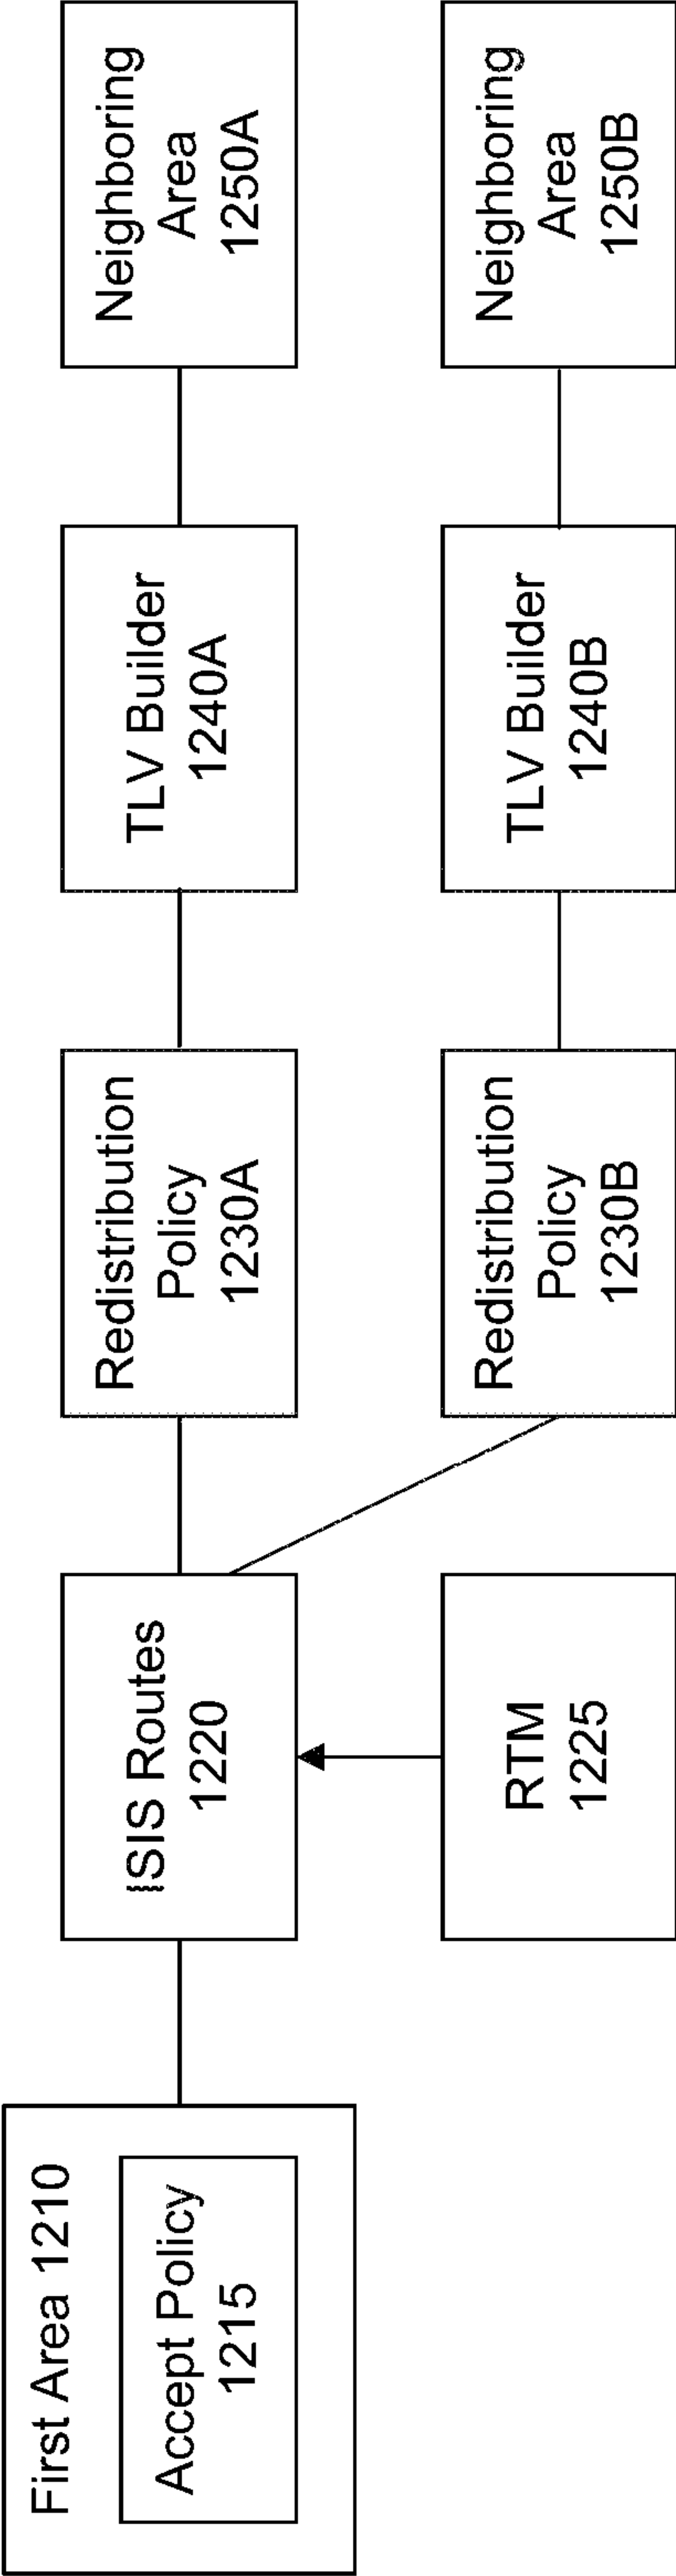 First Area 1210
Accept Policy
1215
ISIS Routes
1220
RTM
1225
Redistribution
Policy
1230A
Redistribution
Policy
1230B
TLV Builder
1240A
TLV Builder
1240B
Neighboring
Area
1250A
Neighboring
Area
1250B